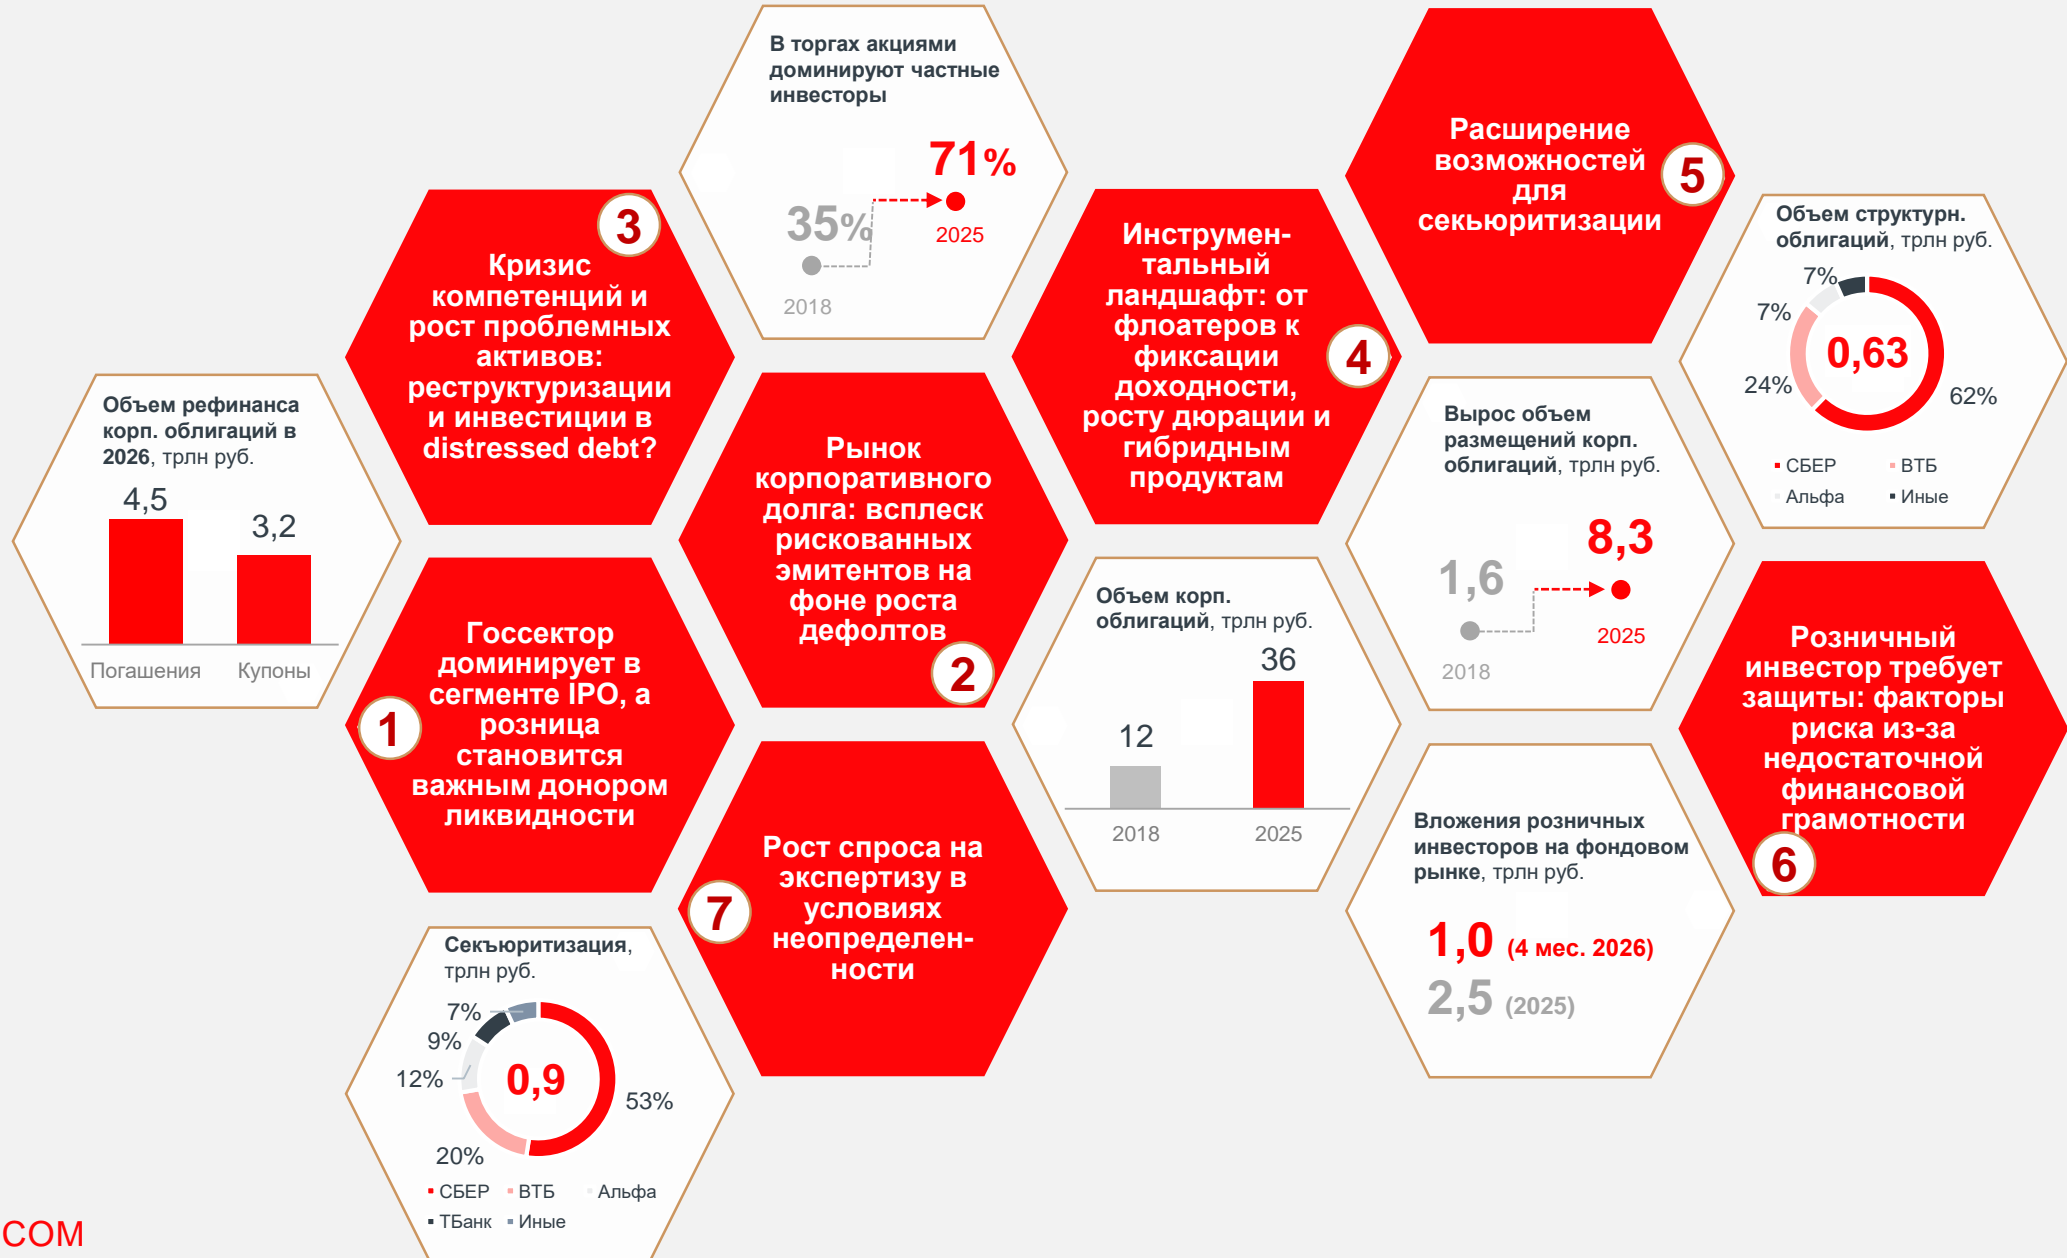 В торгах акциями
доминируют частные
инвесторы
35%
2018
71%
2025
3
Кризис
компетенций и
рост проблемных
активов:
реструктуризации
и инвестиции в
distressed debt?
Инструмен-
тальный
ландшафт: от
флоатеров к
фиксации
доходности,
росту дюрации и
гибридным
продуктам
4
Расширение
возможностей
для
секьюритизации
5
Объем структурн.
облигаций, трлн руб.
7%
7%
24%
62%
0,63
СБЕР
ВТБ
Альфа
Иные
Объем рефинанса
корп. облигаций в
2026, трлн руб.
4,5
3,2
Погашения
Купоны
Рынок
корпоративного
долга: всплеск
рискованных
эмитентов на
фоне роста
дефолтов
2
Вырос объем
размещений корп.
облигаций, трлн руб.
1,6
2018
8,3
2025
Госсектор
доминирует в
сегменте IPO, а
розница
становится
важным донором
ликвидности
1
Объем корп.
облигаций, трлн руб.
12
36
2018
2025
Розничный
инвестор требует
защиты: факторы
риска из-за
недостаточной
финансовой
грамотности
6
Рост спроса на
экспертизу в
условиях
неопределен-
ности
7
Вложения розничных
инвесторов на фондовом
рынке, трлн руб.
1,0 (4 мес. 2026)
2,5 (2025)
Секъюритизация,
трлн руб.
7%
9%
12%
20%
53%
0,9
СБЕР
ВТБ
Альфа
ТБанк
Иные
COM